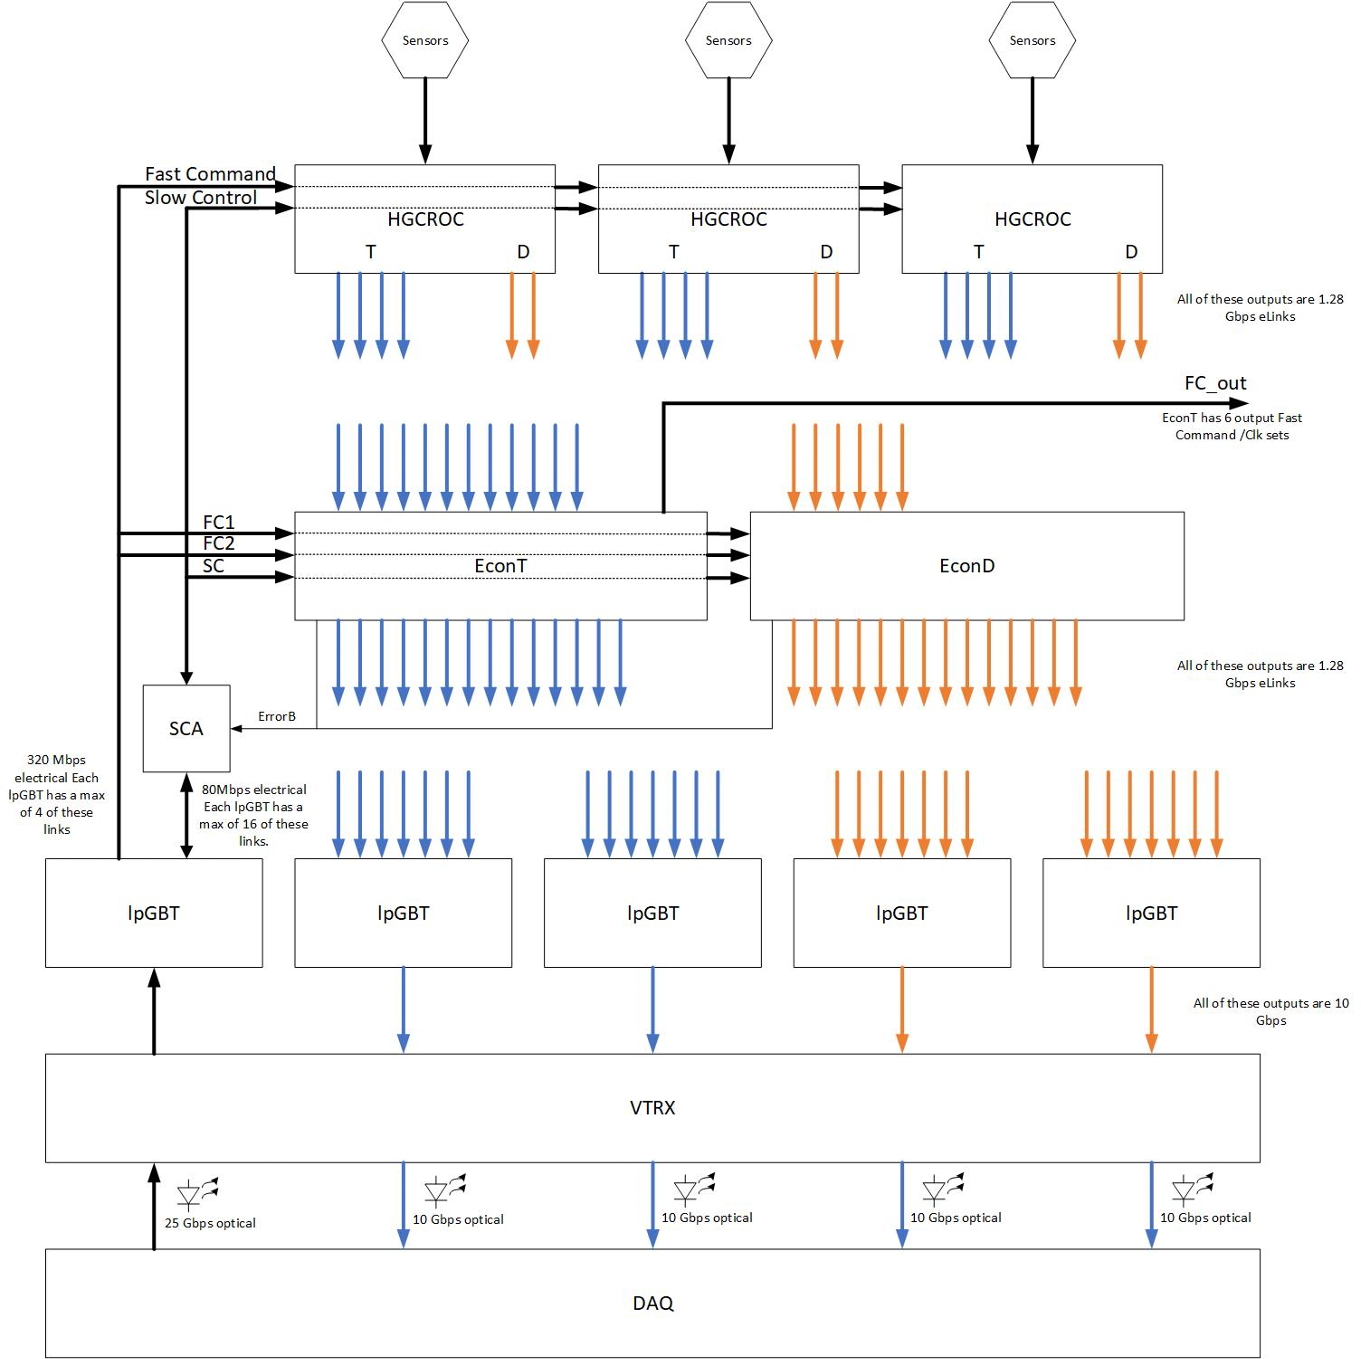 Sensors
Sensors
Sensors
Fast Command
Slow Control
HGCROC
HGCROC
HGCROC
T
D
T
D
T
D
All of these outputs are 1.28
Gbps eLinks
FC_out
EconT has 6 output Fast
Command /Clk sets
FC1
FC2
SC
EconT
EconD
All of these outputs are 1.28
Gbps eLinks
SCA
ErrorB
320 Mbps
electrical Each
lpGBT has a max
of 4 of these
links
80Mbps electrical
Each lpGBT has a
max of 16 of these
links.
lpGBT
lpGBT
lpGBT
lpGBT
lpGBT
All of these outputs are 10
Gbps
VTRX
25 Gbps optical
10 Gbps optical
10 Gbps optical
10 Gbps optical
10 Gbps optical
DAQ